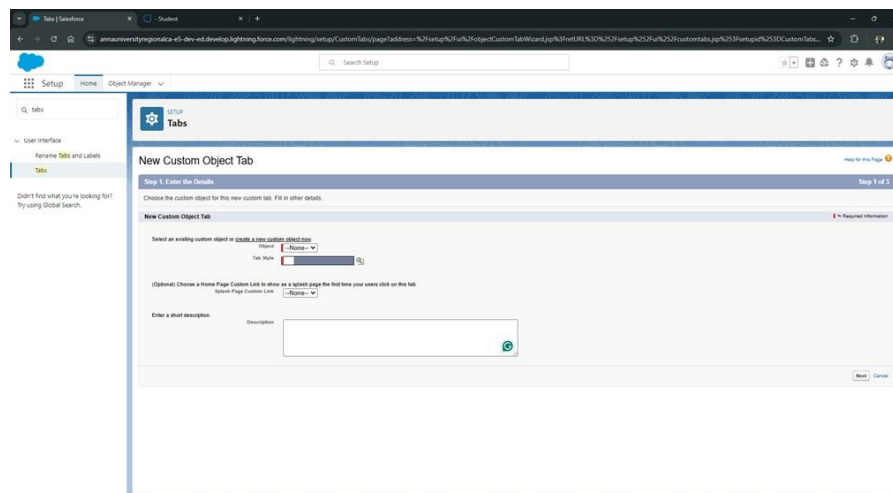 Tabs | Salesforce
- Student
annauniversityregionalca-e5-dev-ed.develop.lightning.force.com/lightning/setup/CustomTabs/page?address=%2Fsetup%2Fui%2FobjectCustomTabWizard.jsp%3FretURL%3D%252Fsetup%252Fui%252Fcustomtabs.jsp%253Fsetupid%253DCustomTabs...
Search Setup
Setup
Home
Object Manager
tabs
SETUP
Tabs
User Interface
Rename Tabs and Labels
Tabs
Didn't find what you're looking for?
Try using Global Search.
New Custom Object Tab
Help for this Page
Step 1. Enter the Details
Step 1 of 3
Choose the custom object for this new custom tab. Fill in other details.
New Custom Object Tab
= Required Information
Select an existing custom object or create a new custom object now.
Object
--None--
Tab Style
(Optional) Choose a Home Page Custom Link to show as a splash page the first time your users click on this tab.
Splash Page Custom Link
--None--
Enter a short description.
Description
Next
Cancel